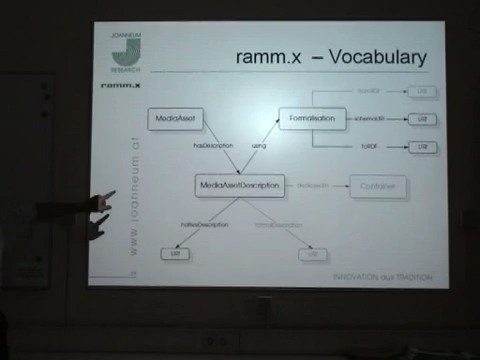 JOANNEUM
RESEARCH
ramm.x
ramm.x – Vocabulary
MediaAsset
Formalisation
URI
schemaURI
URI
toRDF
URI
hasDescription
using
MediaAssetDescription
Container
nativeDescription
URI
URI
www.joanneum.at
INNOVATION aus TRADITION